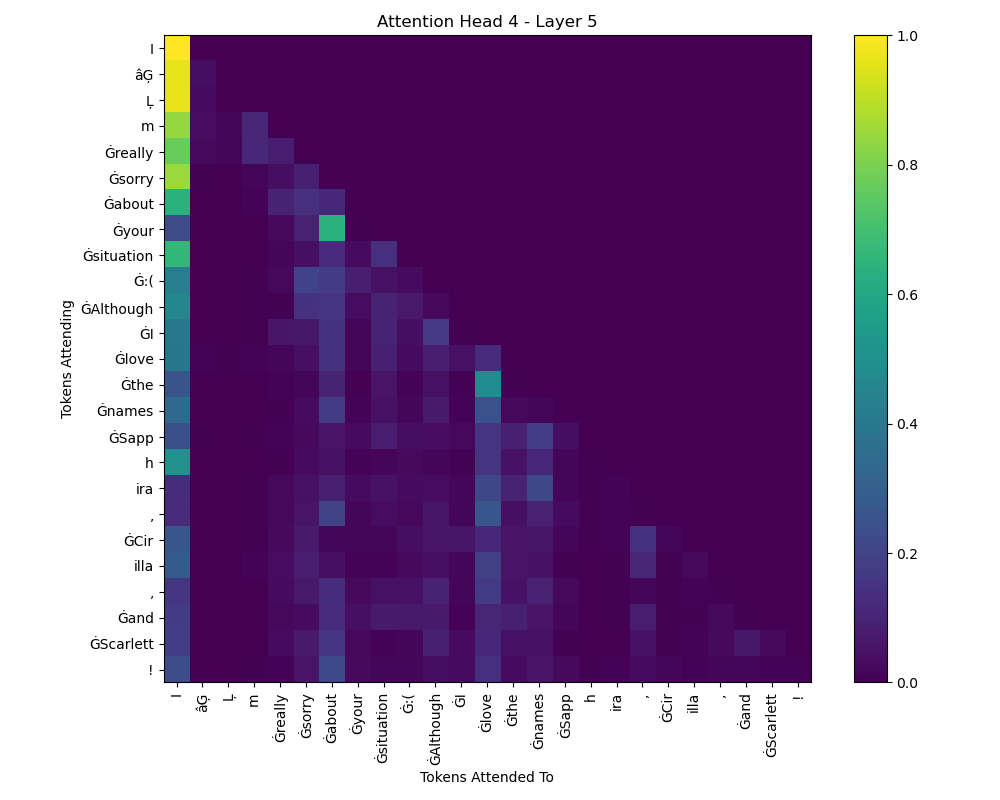 Attention Head 4 - Layer 5
I
âĢ
Ļ
m
Ġreally
Ġsorry
Ġabout
Ġyour
Ġsituation
Ġ:(
ĠAlthough
ĠI
Ġlove
Ġthe
Ġnames
ĠSapp
h
ira
,
ĠCir
illa
,
Ġand
ĠScarlett
!
Tokens Attending
I
âĢ
Ļ
m
Ġreally
Ġsorry
Ġabout
Ġyour
Ġsituation
Ġ:(
ĠAlthough
ĠI
Ġlove
Ġthe
Ġnames
ĠSapp
h
ira
,
ĠCir
illa
,
Ġand
ĠScarlett
!
Tokens Attended To
1.0
0.8
0.6
0.4
0.2
0.0